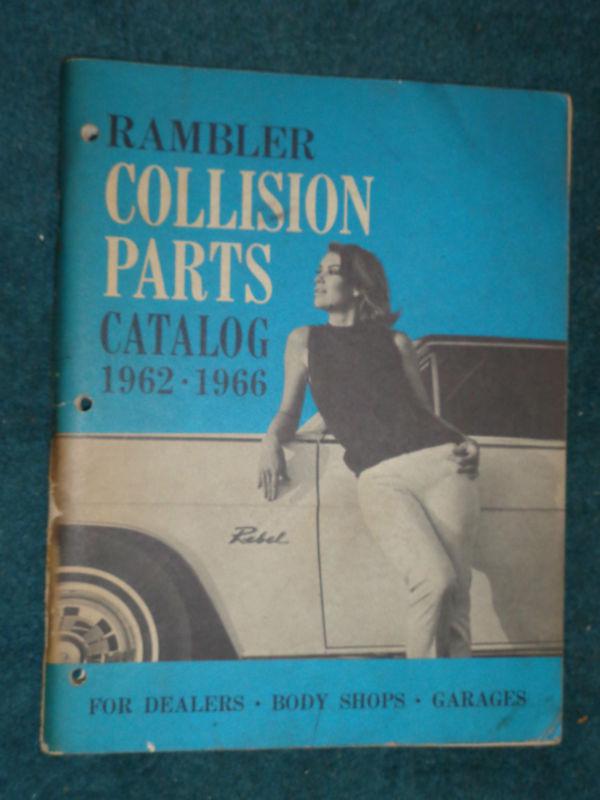 RAMBLER
COLLISION
PARTS
CATALOG
1962 · 1966
Rebel
FOR DEALERS · BODY SHOPS · GARAGES